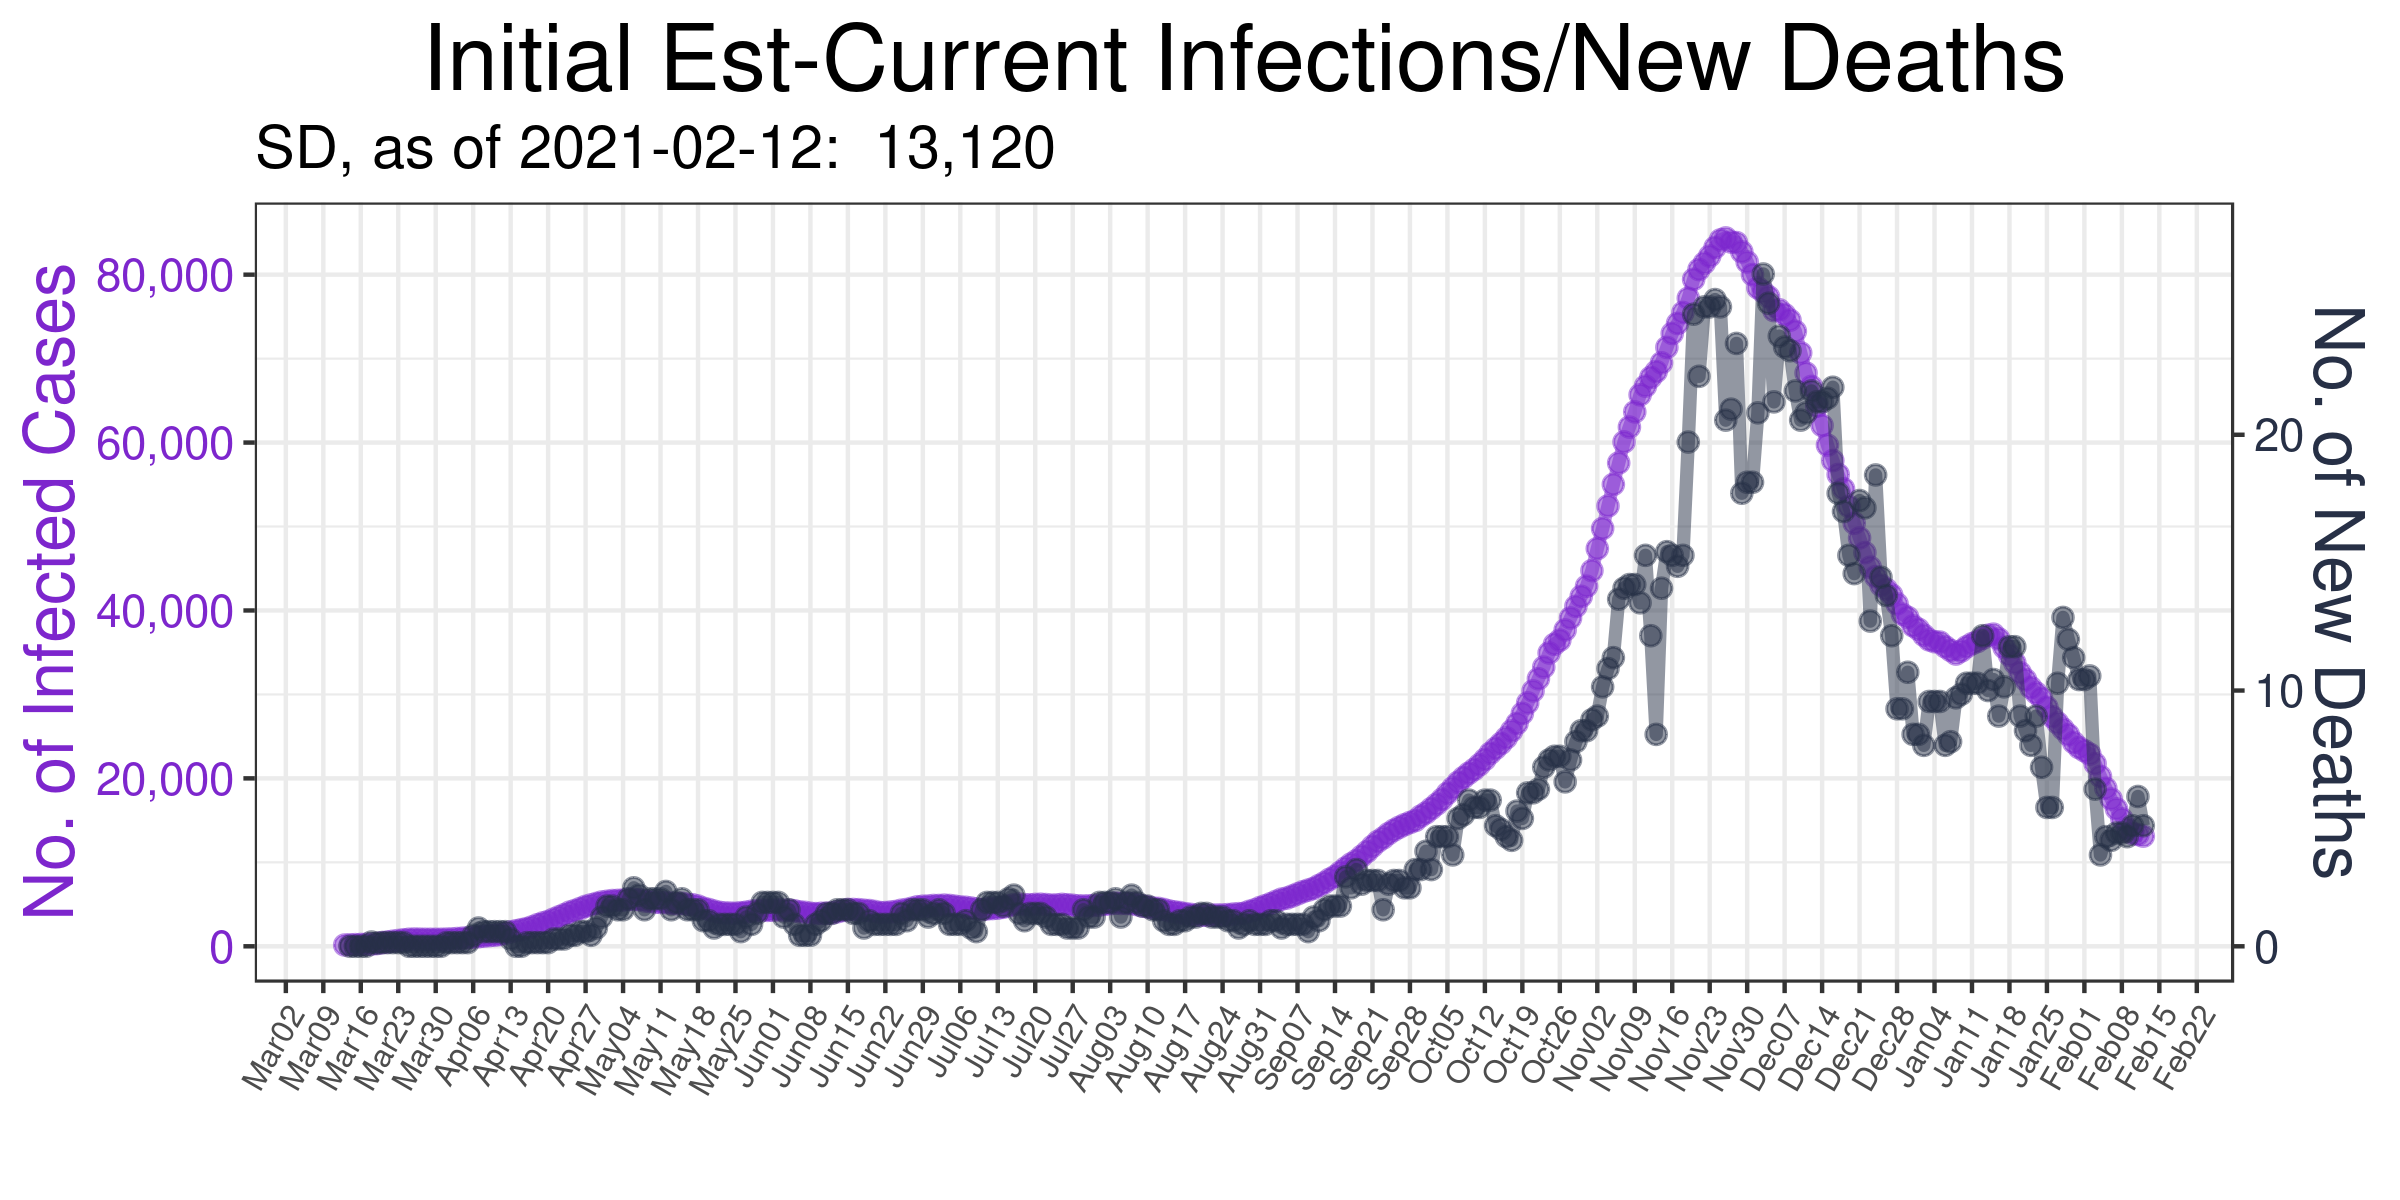 Initial Est-Current Infections/New Deaths
SD, as of 2021-02-12:  13,120
No. of Infected Cases
80,000
60,000
40,000
20,000
0
No. of New Deaths
20
10
0
Mar02
Mar09
Mar16
Mar23
Mar30
Apr06
Apr13
Apr20
Apr27
May04
May11
May18
May25
Jun01
Jun08
Jun15
Jun22
Jun29
Jul06
Jul13
Jul20
Jul27
Aug03
Aug10
Aug17
Aug24
Aug31
Sep07
Sep14
Sep21
Sep28
Oct05
Oct12
Oct19
Oct26
Nov02
Nov09
Nov16
Nov23
Nov30
Dec07
Dec14
Dec21
Dec28
Jan04
Jan11
Jan18
Jan25
Feb01
Feb08
Feb15
Feb22